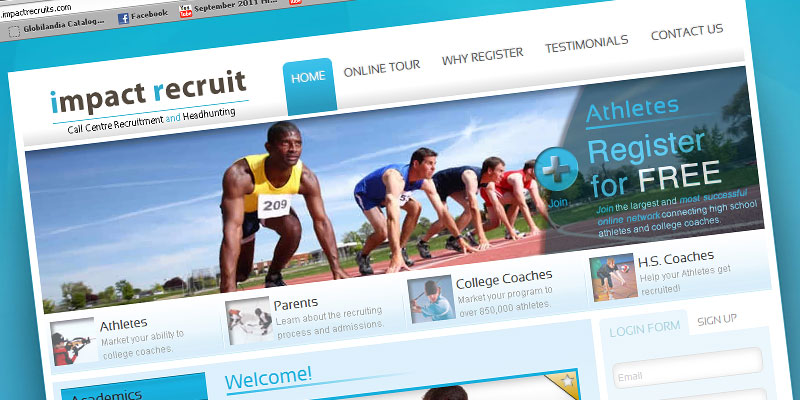 .impactrecruits.com
Globilandia Catalog... Facebook September 2011 Hi...
impact recruit
Call Centre Recruitment and Headhunting
HOME ONLINE TOUR WHY REGISTER TESTIMONIALS CONTACT US
209
Athletes
Register
for FREE
Join
Join the largest and most successful
online network connecting high school
athletes and college coaches.
Athletes
Market your ability to
college coaches.
Parents
Learn about the recruiting
process and admissions.
College Coaches
Market your program to
over 850,000 athletes.
H.S. Coaches
Help your Athletes get
recruited!
LOGIN FORM SIGN UP
Email
Academics
Welcome!